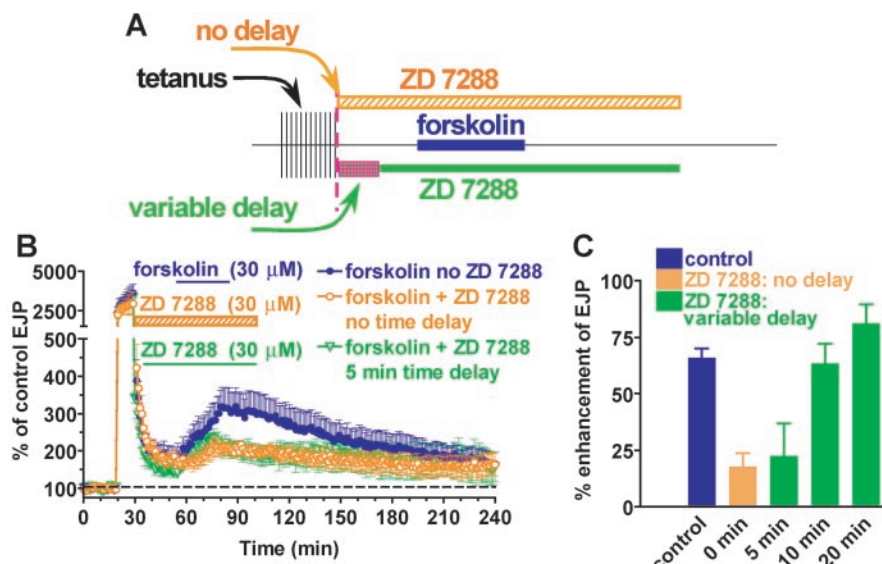 A
no delay
tetanus
ZD 7288
forskolin
variable delay
ZD 7288
B
5000
2500
500
400
300
200
100
% of control EJP
forskolin (30 μM)
ZD 7288 (30 μM)
ZD 7288 (30 μM)
forskolin no ZD 7288
forskolin + ZD 7288
no time delay
forskolin + ZD 7288
5 min time delay
0 30 60 90 120 150 180 210 240
Time (min)
C
control
ZD 7288: no delay
ZD 7288:
variable delay
100
75
50
25
0
% enhancement of EJP
control
0 min
5 min
10 min
20 min